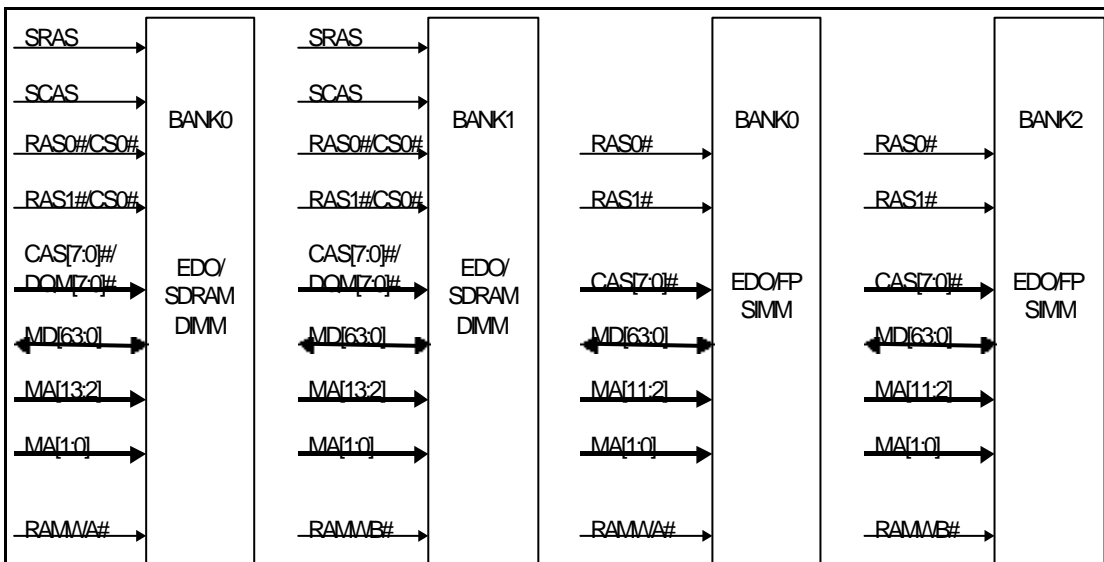 SRAS
SCAS
RAS0#/CS0#
RAS1#/CS0#
CAS[7:0]#/
DQM[7:0]#
MD[63:0]
MA[13:2]
MA[1:0]
RAMWA#
BANK0
EDO/
SDRAM
DIMM
SRAS
SCAS
RAS0#/CS0#
RAS1#/CS0#
CAS[7:0]#/
DQM[7:0]#
MD[63:0]
MA[13:2]
MA[1:0]
RAMWB#
BANK1
EDO/
SDRAM
DIMM
RAS0#
RAS1#
CAS[7:0]#
MD[63:0]
MA[11:2]
MA[1:0]
RAMWA#
BANK0
EDO/FP
SIMM
RAS0#
RAS1#
CAS[7:0]#
MD[63:0]
MA[11:2]
MA[1:0]
RAMWB#
BANK2
EDO/FP
SIMM